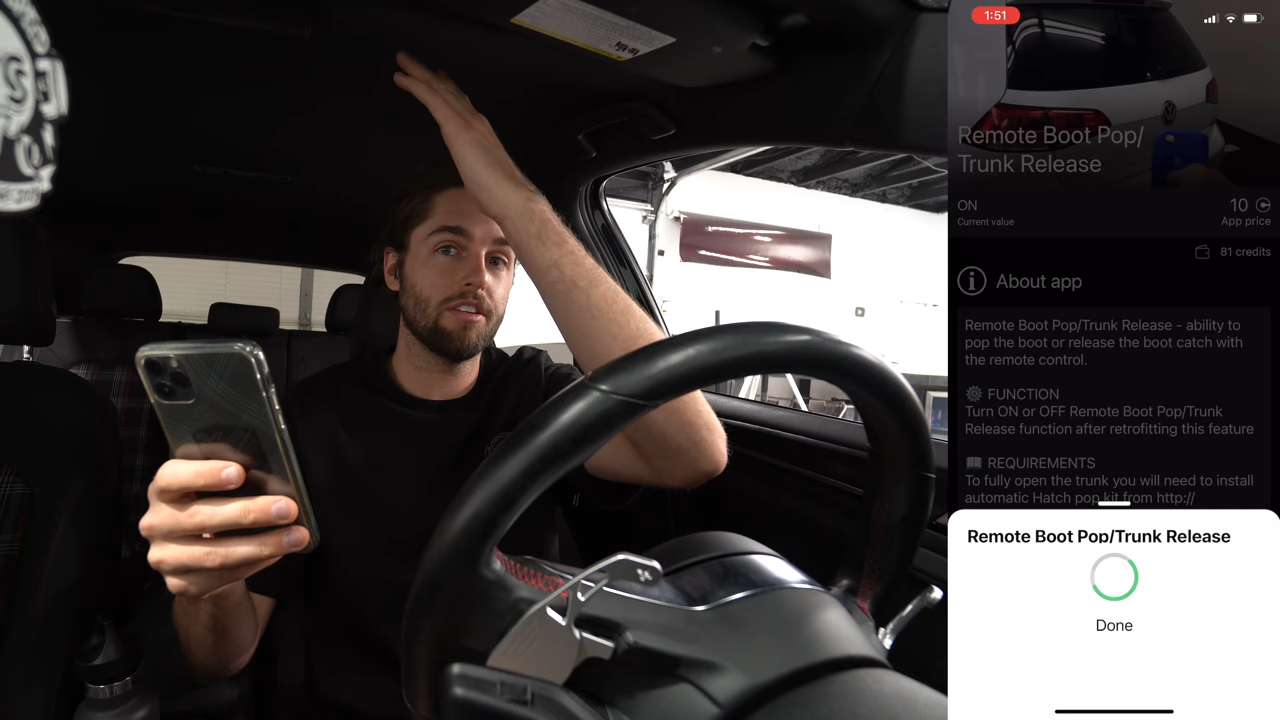 1:51
Remote Boot Pop/
Trunk Release
ON
Current value
10
App price
81 credits
About app
Remote Boot Pop/Trunk Release - ability to
pop the boot or release the boot catch with
the remote control.
FUNCTION
Turn ON or OFF Remote Boot Pop/Trunk
Release function after retrofitting this feature
REQUIREMENTS
To fully open the trunk you will need to install
automatic Hatch pop kit from http://
Remote Boot Pop/Trunk Release
Done